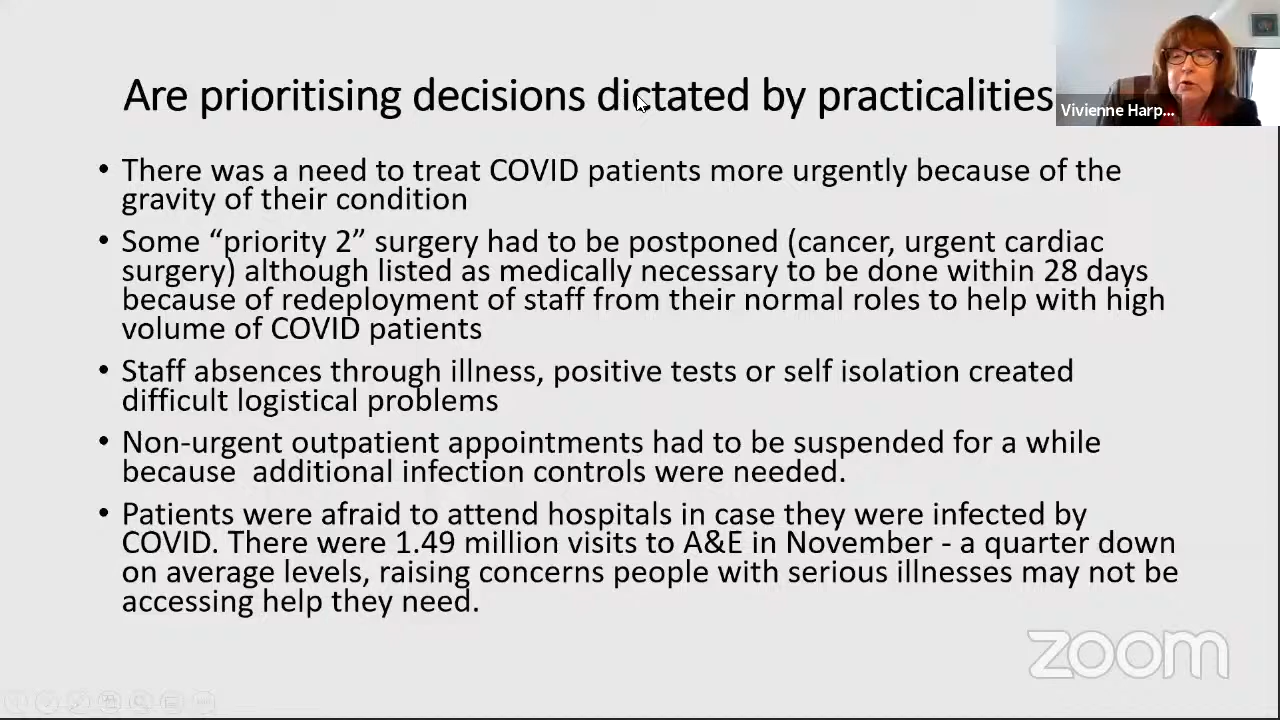 Are prioritising decisions dictated by practicalities
Vivienne Harp...
• There was a need to treat COVID patients more urgently because of the
gravity of their condition
• Some “priority 2” surgery had to be postponed (cancer, urgent cardiac
surgery) although listed as medically necessary to be done within 28 days
because of redeployment of staff from their normal roles to help with high
volume of COVID patients
• Staff absences through illness, positive tests or self isolation created
difficult logistical problems
• Non-urgent outpatient appointments had to be suspended for a while
because  additional infection controls were needed.
• Patients were afraid to attend hospitals in case they were infected by
COVID. There were 1.49 million visits to A&E in November - a quarter down
on average levels, raising concerns people with serious illnesses may not be
accessing help they need.
zoom